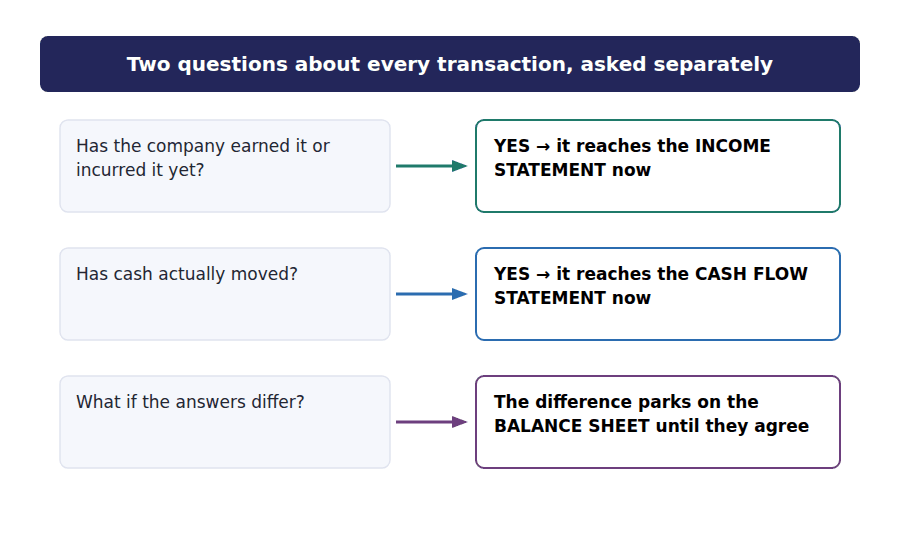 Two questions about every transaction, asked separately
Has the company earned it or
incurred it yet?
YES → it reaches the INCOME
STATEMENT now
Has cash actually moved?
YES → it reaches the CASH FLOW
STATEMENT now
What if the answers differ?
The difference parks on the
BALANCE SHEET until they agree